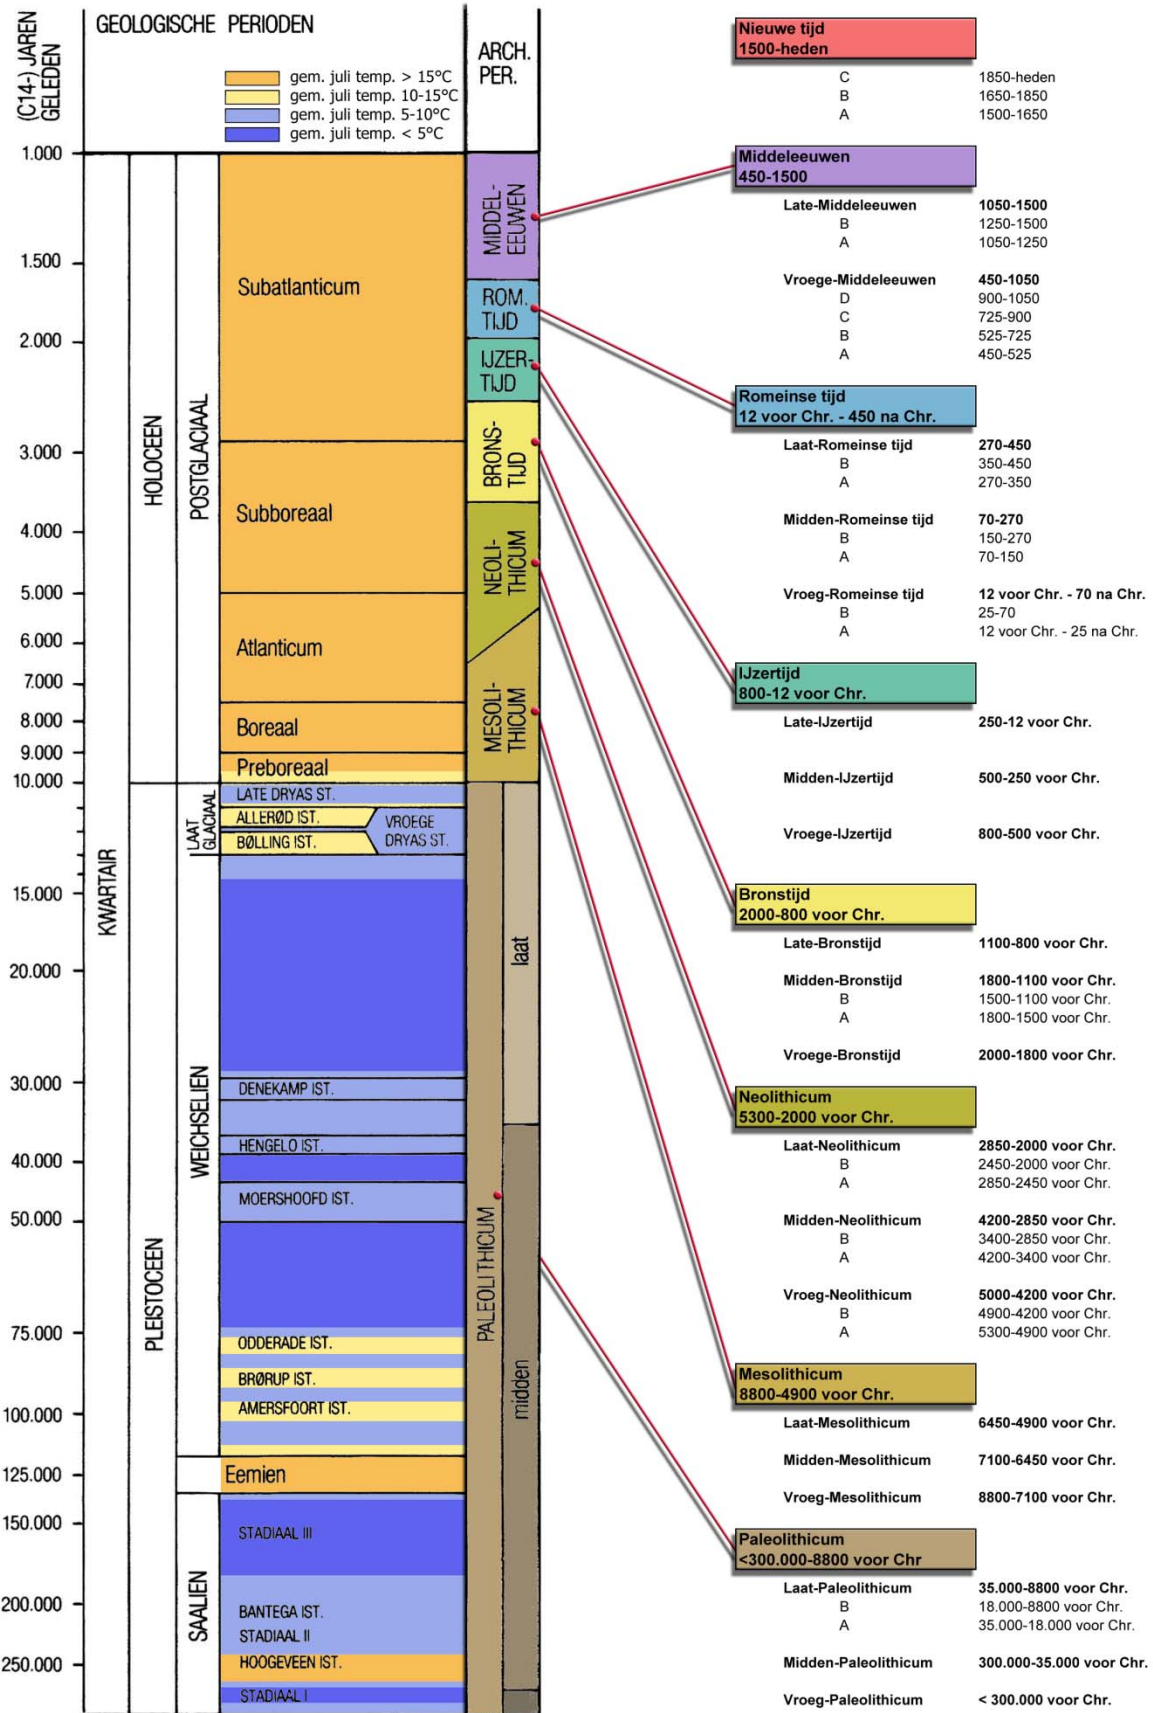 (C14-) JAREN
GELEDEN
GEOLOGISCHE PERIODEN
gem. juli temp. > 15°C
gem. juli temp. 10-15°C
gem. juli temp. 5-10°C
gem. juli temp. < 5°C
ARCH.
PER.
1.000
1.500
2.000
3.000
4.000
5.000
6.000
7.000
8.000
9.000
10.000
15.000
20.000
30.000
40.000
50.000
75.000
100.000
125.000
150.000
200.000
250.000
KWARTAIR
HOLOCEEN
PLEISTOCEEN
POSTGLACIAAL
LAAT
GLACIAAL
WEICHSELIEN
SAALIEN
Subatlanticum
Subboreaal
Atlanticum
Boreaal
Preboreaal
LATE DRYAS ST.
ALLERØD IST.
VROEGE
DRYAS ST.
BØLLING IST.
DENEKAMP IST.
HENGELO IST.
MOERSHOOFD IST.
ODDERADE IST.
BRØRUP IST.
AMERSFOORT IST.
Eemien
STADIAAL III
BANTEGA IST.
STADIAAL II
HOOGEVEEN IST.
STADIAAL I
MIDDEL-
EEUWEN
ROM.
TIJD
IJZER-
TIJD
BRONS-
TIJD
NEOLI-
THICUM
MESOLI-
THICUM
PALEOLITHICUM
laat
midden
Nieuwe tijd
1500-heden
C 1850-heden
B 1650-1850
A 1500-1650
Middeleeuwen
450-1500
Late-Middeleeuwen 1050-1500
B 1250-1500
A 1050-1250
Vroege-Middeleeuwen 450-1050
D 900-1050
C 725-900
B 525-725
A 450-525
Romeinse tijd
12 voor Chr. - 450 na Chr.
Laat-Romeinse tijd 270-450
B 350-450
A 270-350
Midden-Romeinse tijd 70-270
B 150-270
A 70-150
Vroeg-Romeinse tijd 12 voor Chr. - 70 na Chr.
B 25-70
A 12 voor Chr. - 25 na Chr.
IJzertijd
800-12 voor Chr.
Late-IJzertijd 250-12 voor Chr.
Midden-IJzertijd 500-250 voor Chr.
Vroege-IJzertijd 800-500 voor Chr.
Bronstijd
2000-800 voor Chr.
Late-Bronstijd 1100-800 voor Chr.
Midden-Bronstijd 1800-1100 voor Chr.
B 1500-1100 voor Chr.
A 1800-1500 voor Chr.
Vroege-Bronstijd 2000-1800 voor Chr.
Neolithicum
5300-2000 voor Chr.
Laat-Neolithicum 2850-2000 voor Chr.
B 2450-2000 voor Chr.
A 2850-2450 voor Chr.
Midden-Neolithicum 4200-2850 voor Chr.
B 3400-2850 voor Chr.
A 4200-3400 voor Chr.
Vroeg-Neolithicum 5000-4200 voor Chr.
B 4900-4200 voor Chr.
A 5300-4900 voor Chr.
Mesolithicum
8800-4900 voor Chr.
Laat-Mesolithicum 6450-4900 voor Chr.
Midden-Mesolithicum 7100-6450 voor Chr.
Vroeg-Mesolithicum 8800-7100 voor Chr.
Paleolithicum
<300.000-8800 voor Chr
Laat-Paleolithicum 35.000-8800 voor Chr.
B 18.000-8800 voor Chr.
A 35.000-18.000 voor Chr.
Midden-Paleolithicum 300.000-35.000 voor Chr.
Vroeg-Paleolithicum < 300.000 voor Chr.